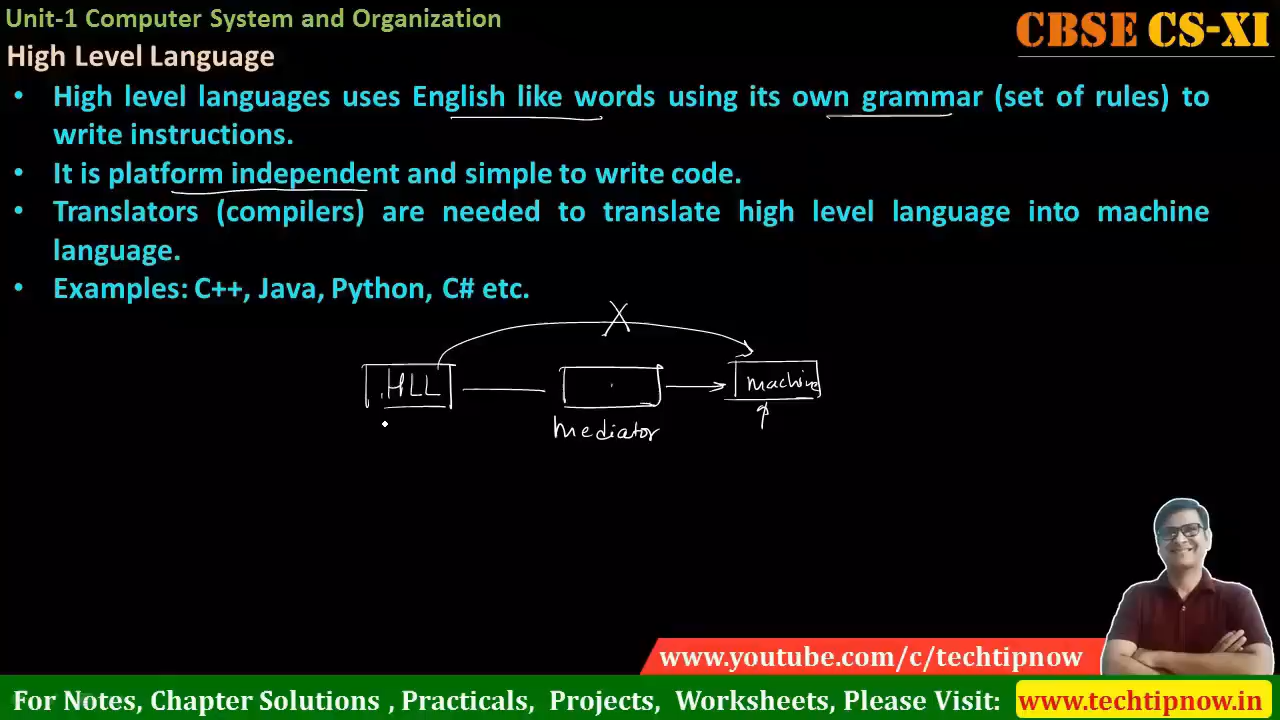 Unit-1 Computer System and Organization
CBSE CS-XI
High Level Language
• High level languages uses English like words using its own grammar (set of rules) to
write instructions.
• It is platform independent and simple to write code.
• Translators (compilers) are needed to translate high level language into machine
language.
• Examples: C++, Java, Python, C# etc.
X
HLL
machine
mediator
www.youtube.com/c/techtipnow
For Notes, Chapter Solutions , Practicals, Projects, Worksheets, Please Visit: www.techtipnow.in